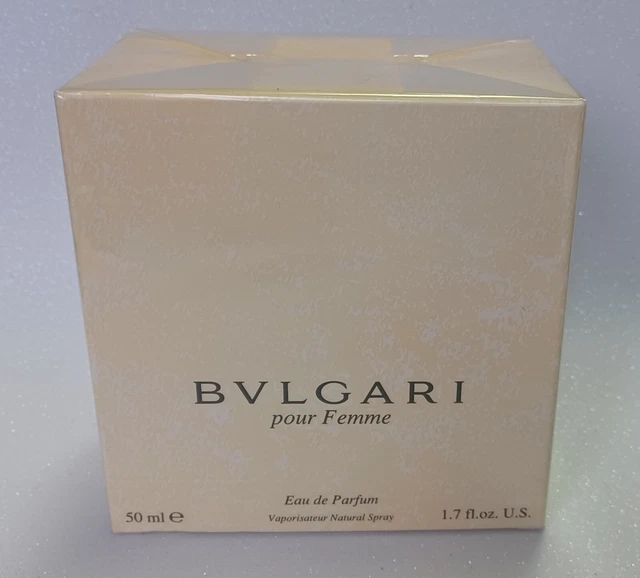 BVLGARI
pour Femme
Eau de Parfum
Vaporisateur Natural Spray
50 ml ℮
1.7 fl.oz. U.S.